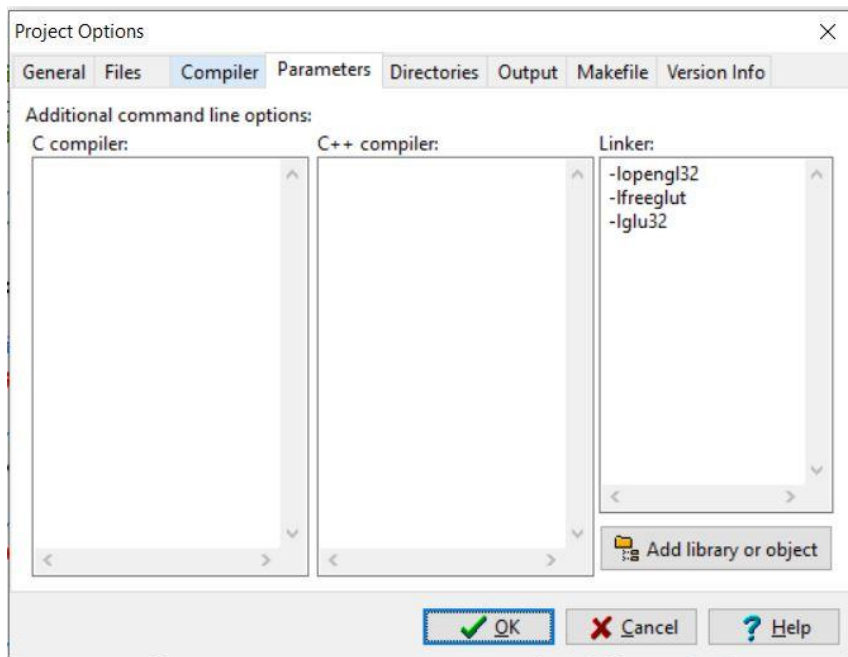 Project Options
General Files Compiler Parameters Directories Output Makefile Version Info
Additional command line options:
C compiler: C++ compiler: Linker:
-lopengl32
-lfreeglut
-lglu32
Add library or object
OK Cancel Help